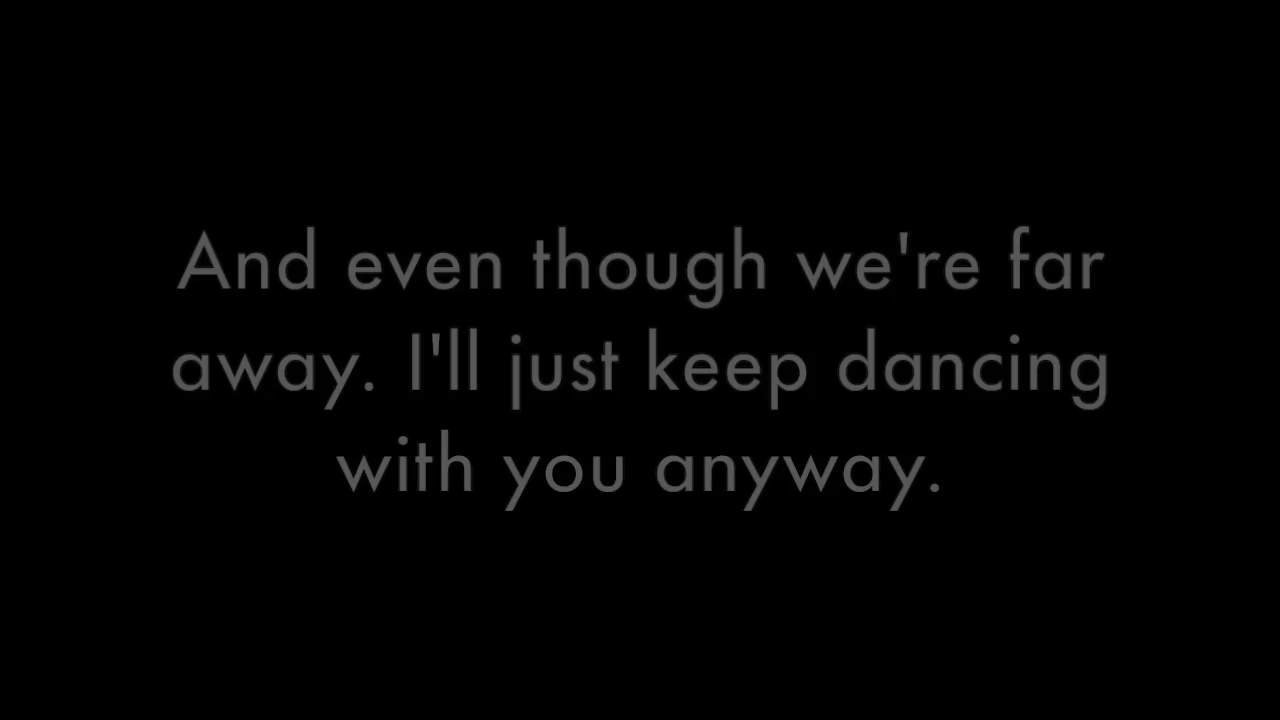 And even though we're far
away. I'll just keep dancing
with you anyway.